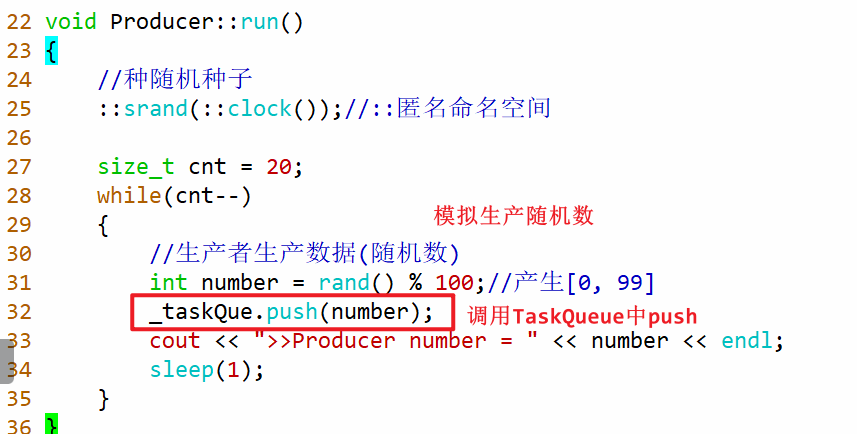 22 void Producer::run()
23 {
24     //种随机种子
25     ::srand(::clock());//::匿名命名空间
26
27     size_t cnt = 20;
28     while(cnt--)
模拟生产随机数
29     {
30         //生产者生产数据(随机数)
31         int number = rand() % 100;//产生[0, 99]
32         _taskQue.push(number); 调用TaskQueue中push
33         cout << ">>Producer number = " << number << endl;
34         sleep(1);
35     }
36 }